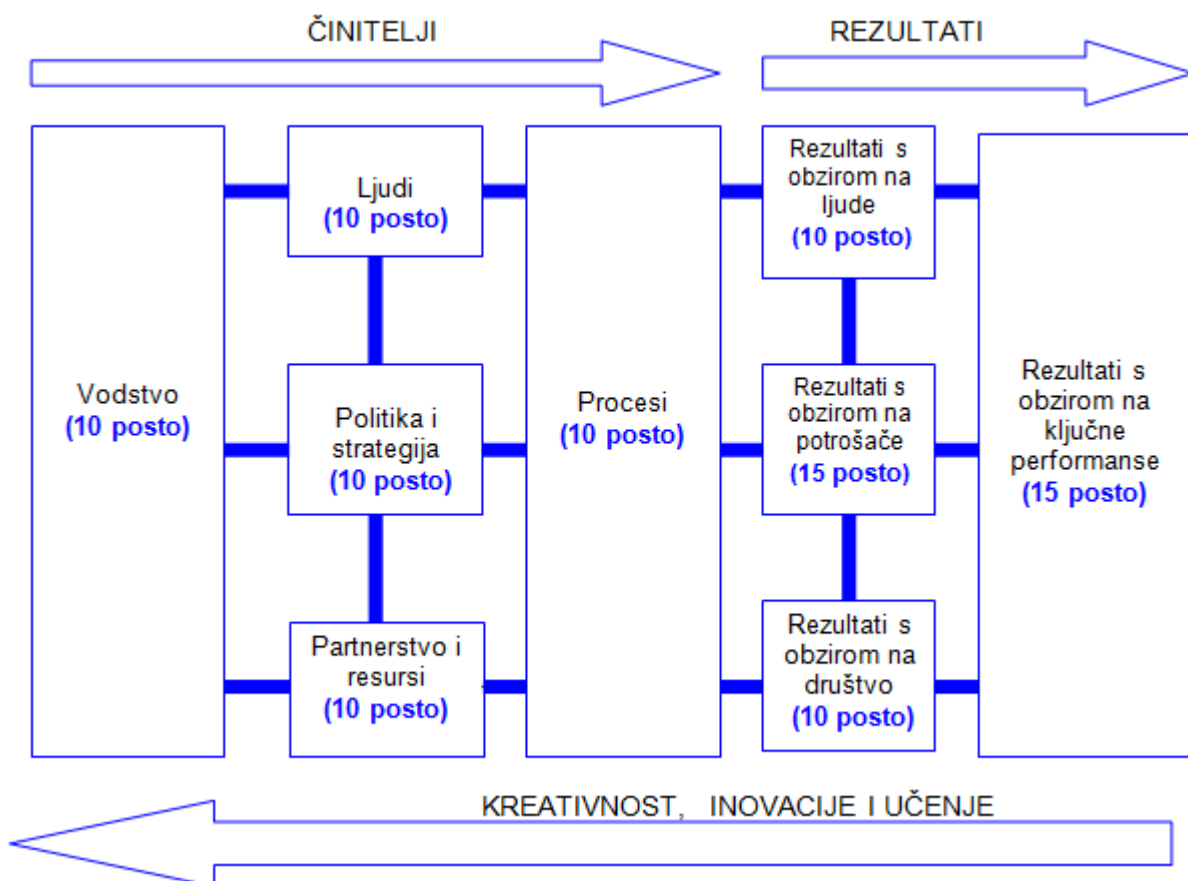 ČINITELJI
REZULTATI
Vodstvo
(10 posto)
Ljudi
(10 posto)
Politika i
strategija
(10 posto)
Partnerstvo i
resursi
(10 posto)
Procesi
(10 posto)
Rezultati s
obzirom na
ljude
(10 posto)
Rezultati s
obzirom na
potrošače
(15 posto)
Rezultati s
obzirom na
društvo
(10 posto)
Rezultati s
obzirom na
ključne
performanse
(15 posto)
KREATIVNOST, INOVACIJE I UČENJE